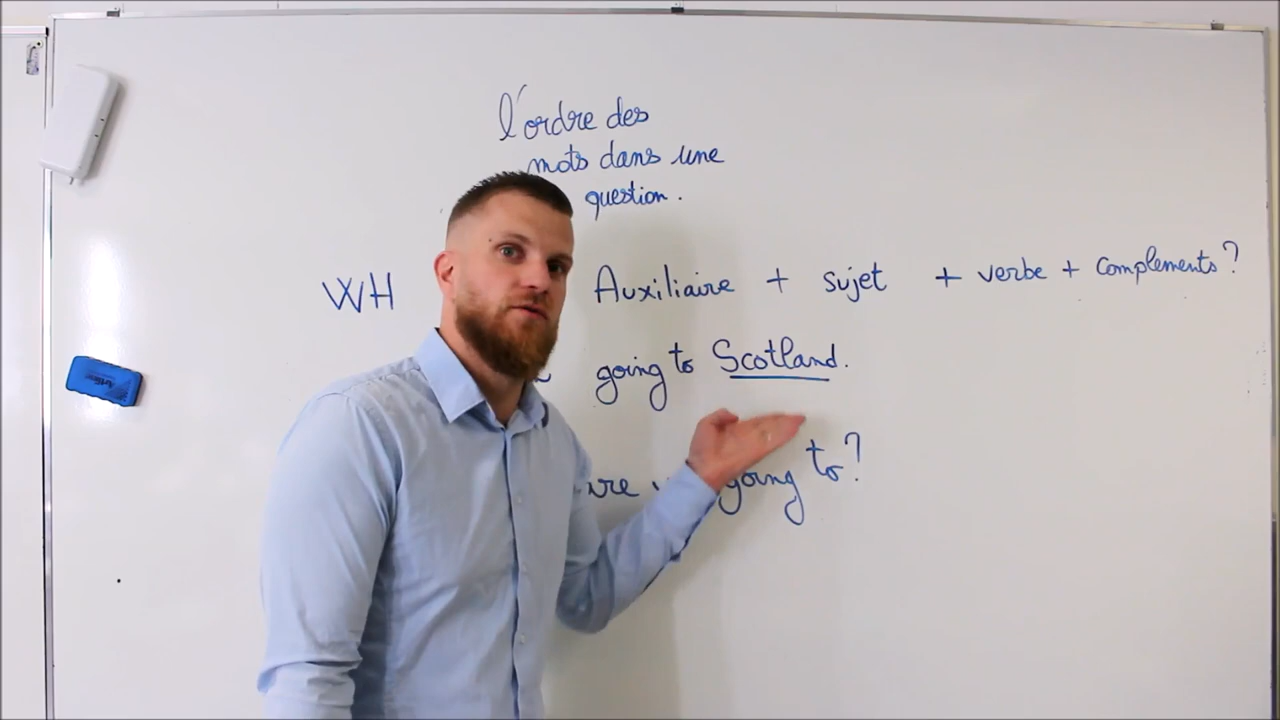 l'ordre des
mots dans une
question.
WH Auxiliaire + sujet + verbe + complements?
going to Scotland.
going to?